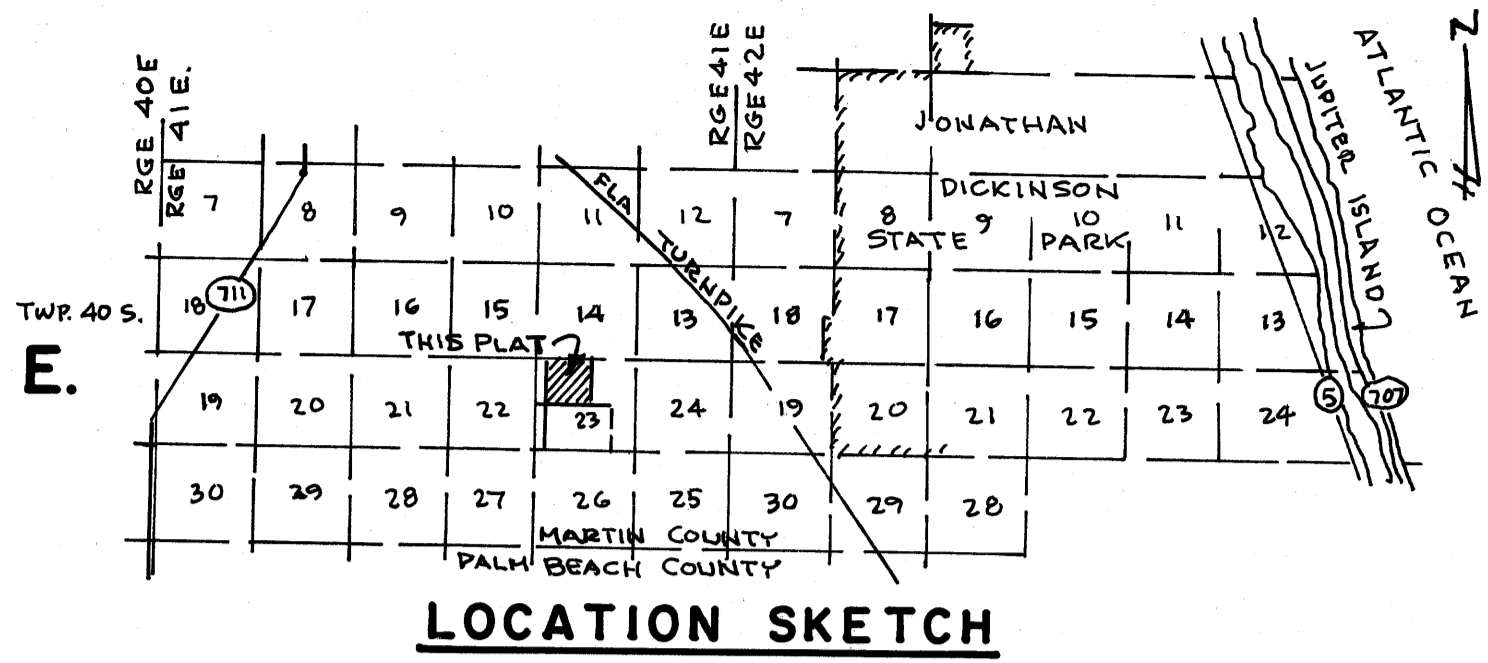 RGE 40E
RGE 41E.
RGE 41E
RGE 42E
N
ATLANTIC OCEAN
JUPITER ISLAND
JONATHAN
DICKINSON
STATE PARK
FLA TURNPIKE
7 8 9 10 11 12 7 8 9 10 11 12
TWP. 40 S.
18 711 17 16 15 14 13 18 17 16 15 14 13
THIS PLAT
E.
19 20 21 22 23 24 19 20 21 22 23 24 5 707
30 29 28 27 26 25 30 29 28
MARTIN COUNTY
PALM BEACH COUNTY
LOCATION SKETCH